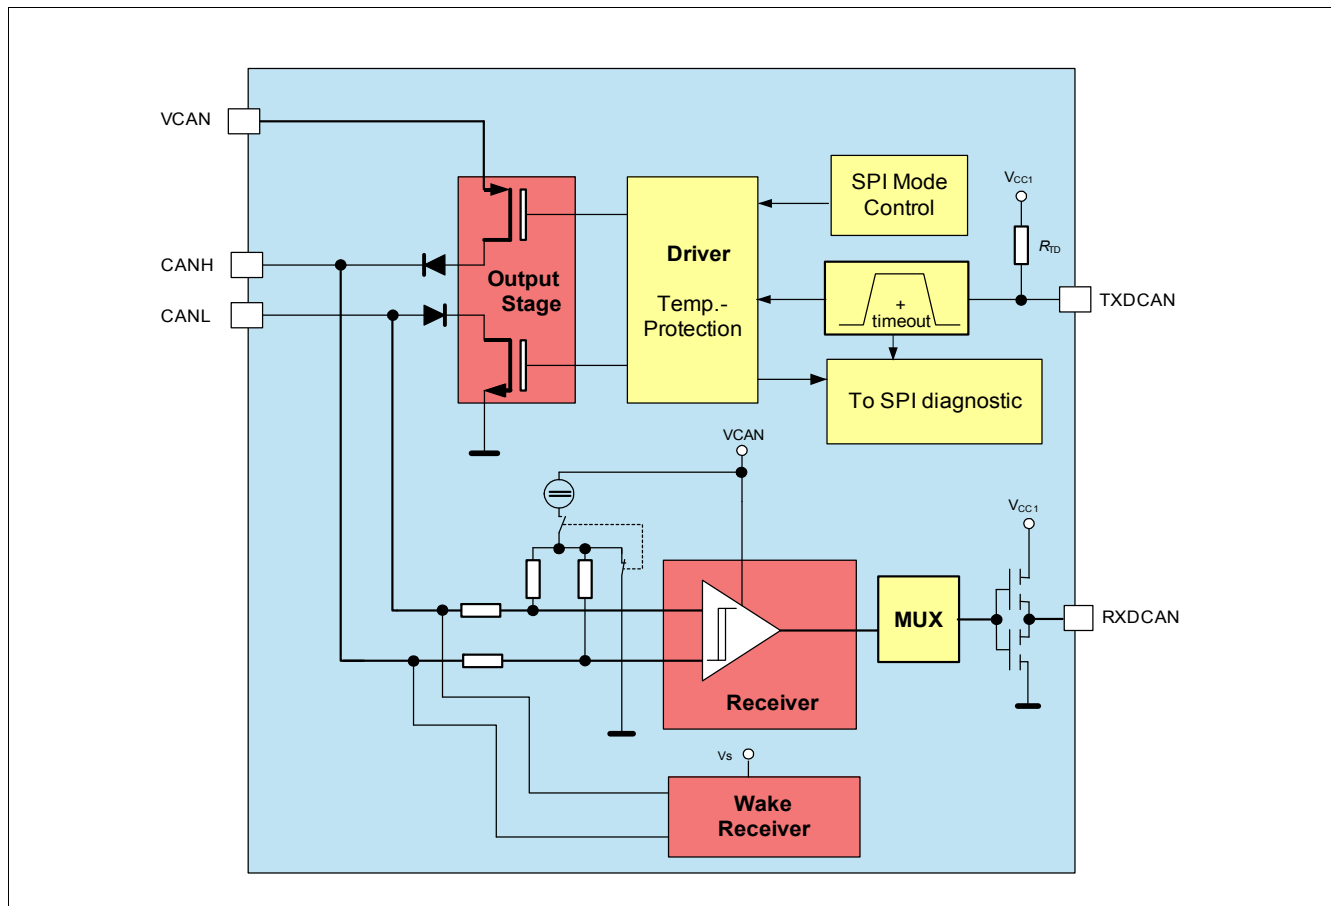 VCAN
SPI Mode
Control
VCC1
RTD
CANH
Driver
Output
Stage
CANL
Temp.-
Protection
+
timeout
TXDCAN
To SPI diagnostic
VCAN
VCC1
MUX
RXDCAN
Receiver
Vs
Wake
Receiver